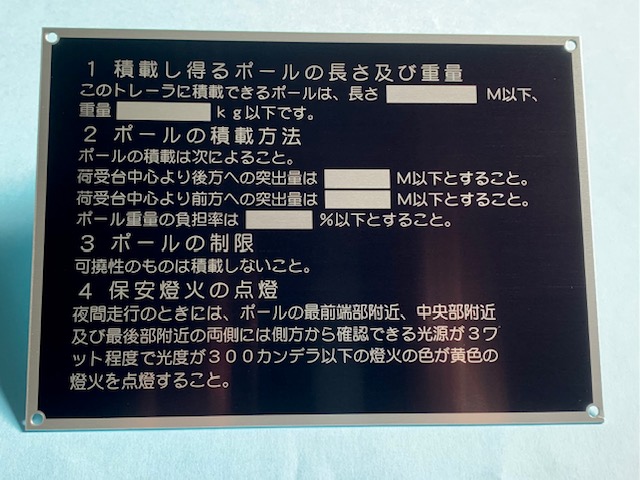 1 積載し得るポールの長さ及び重量
このトレーラに積載できるポールは、長さ M以下、
重量 kg以下です。
2 ポールの積載方法
ポールの積載は次によること。
荷受台中心より後方への突出量は M以下とすること。
荷受台中心より前方への突出量は M以下とすること。
ポール重量の負担率は %以下とすること。
3 ポールの制限
可撓性のものは積載しないこと。
4 保安燈火の点燈
夜間走行のときには、ポールの最前端部附近、中央部附近
及び最後部附近の両側には側方から確認できる光源が3ワ
ット程度で光度が300カンデラ以下の燈火の色が黄色の
燈火を点燈すること。